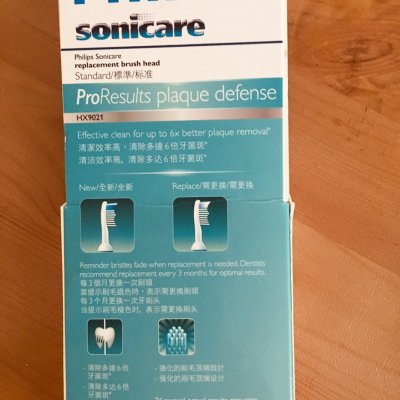 sonicare
Philips Sonicare
replacement brush head
Standard/標準/标准
ProResults plaque defense
HX9021
Effective clean for up to 6x better plaque removal*
清潔效率高，清除多達6倍牙菌斑*
清洁效率高，清除多达6倍牙菌斑*
New/全新/全新
Replace/需更換/需更换
Reminder bristles fade when replacement is needed. Dentists
recommend replacement every 3 months for optimal results.
每3個月更換一次刷頭
當提示刷毛褪色時，表示需更換刷頭
每3个月更换一次牙刷头
当提示刷毛褪色时，表示需更换刷头
- 清除多達6倍
牙菌斑*
- 清除多达6倍
牙菌斑*
- 強化的刷毛頂端設計
- 强化的刷毛顶端设计